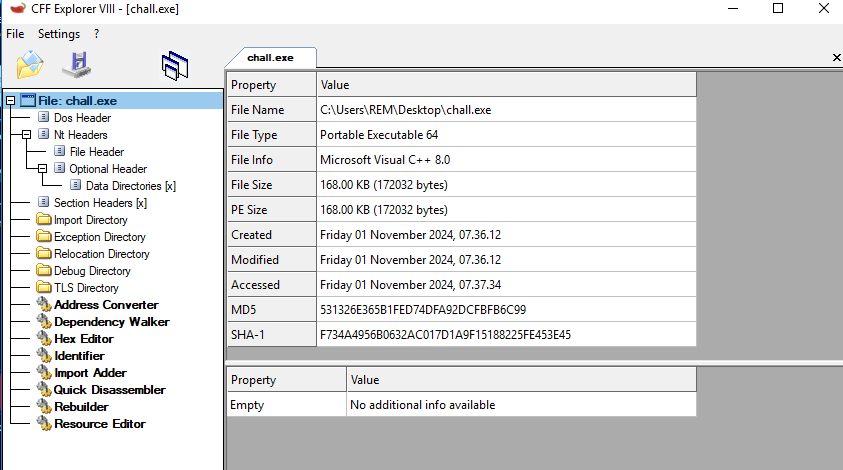 CFF Explorer VIII - [chall.exe]
File Settings ?
chall.exe
File: chall.exe
Dos Header
Nt Headers
File Header
Optional Header
Data Directories [x]
Section Headers [x]
Import Directory
Exception Directory
Relocation Directory
Debug Directory
TLS Directory
Address Converter
Dependency Walker
Hex Editor
Identifier
Import Adder
Quick Disassembler
Rebuilder
Resource Editor
Property Value
File Name C:\Users\REM\Desktop\chall.exe
File Type Portable Executable 64
File Info Microsoft Visual C++ 8.0
File Size 168.00 KB (172032 bytes)
PE Size 168.00 KB (172032 bytes)
Created Friday 01 November 2024, 07.36.12
Modified Friday 01 November 2024, 07.36.12
Accessed Friday 01 November 2024, 07.37.34
MD5 531326E365B1FED74DFA92DCFBFB6C99
SHA-1 F734A4956B0632AC017D1A9F15188225FE453E45
Property Value
Empty No additional info available